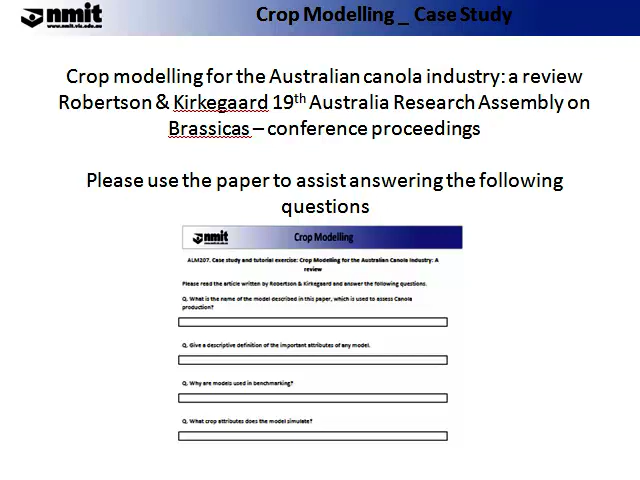 nmit
www.nmit.vic.edu.au
Crop Modelling _ Case Study
Crop modelling for the Australian canola industry: a review
Robertson & Kirkegaard 19th Australia Research Assembly on
Brassicas – conference proceedings
Please use the paper to assist answering the following
questions
nmit
Crop Modelling
ALM207. Case study and tutorial exercise: Crop Modelling for the Australian Canola Industry: A
review
Please read the article written by Robertson & Kirkegaard and answer the following questions.
Q. What is the name of the model described in this paper, which is used to assess Canola
production?
Q. Give a descriptive definition of the important attributes of any model.
Q. Why are models used in benchmarking?
Q. What crop attributes does the model simulate?